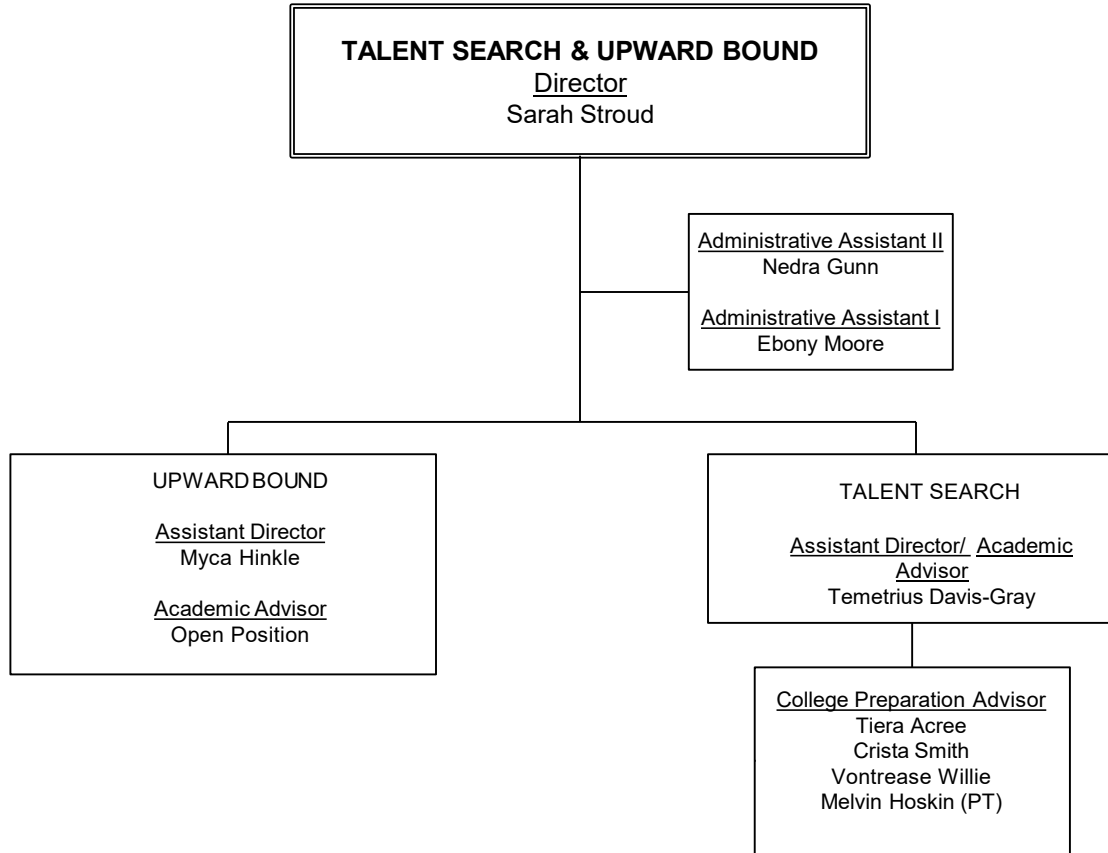 TALENT SEARCH & UPWARD BOUND
Director
Sarah Stroud
Administrative Assistant II
Nedra Gunn
Administrative Assistant I
Ebony Moore
UPWARD BOUND
Assistant Director
Myca Hinkle
Academic Advisor
Open Position
TALENT SEARCH
Assistant Director/ Academic
Advisor
Temetrius Davis-Gray
College Preparation Advisor
Tiera Acree
Crista Smith
Vontrease Willie
Melvin Hoskin (PT)